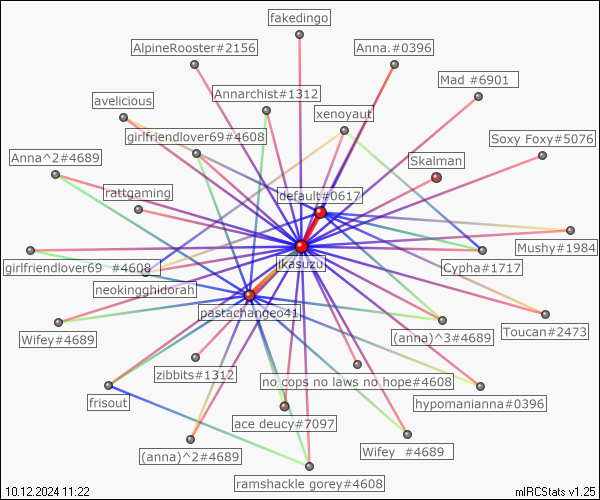 fakedingo
AlpineRooster#2156
Anna.#0396
Mad #6901
Annarchist#1312
avelicious
xenoyaut
girlfriendlover69#4608
Soxy Foxy#5076
Anna^2#4689
Skalman
rattgaming
default#0617
Mushy#1984
jkasuzu
girlfriendlover69 #4608
Cypha#1717
neokingghidorah
pastachangeo41
Toucan#2473
Wifey#4689
(anna)^3#4689
zibbits#1312
no cops no laws no hope#4608
frisout
hypomanianna#0396
ace deucy#7097
(anna)^2#4689
Wifey #4689
ramshackle gorey#4608
10.12.2024 11:22
mIRCStats v1.25